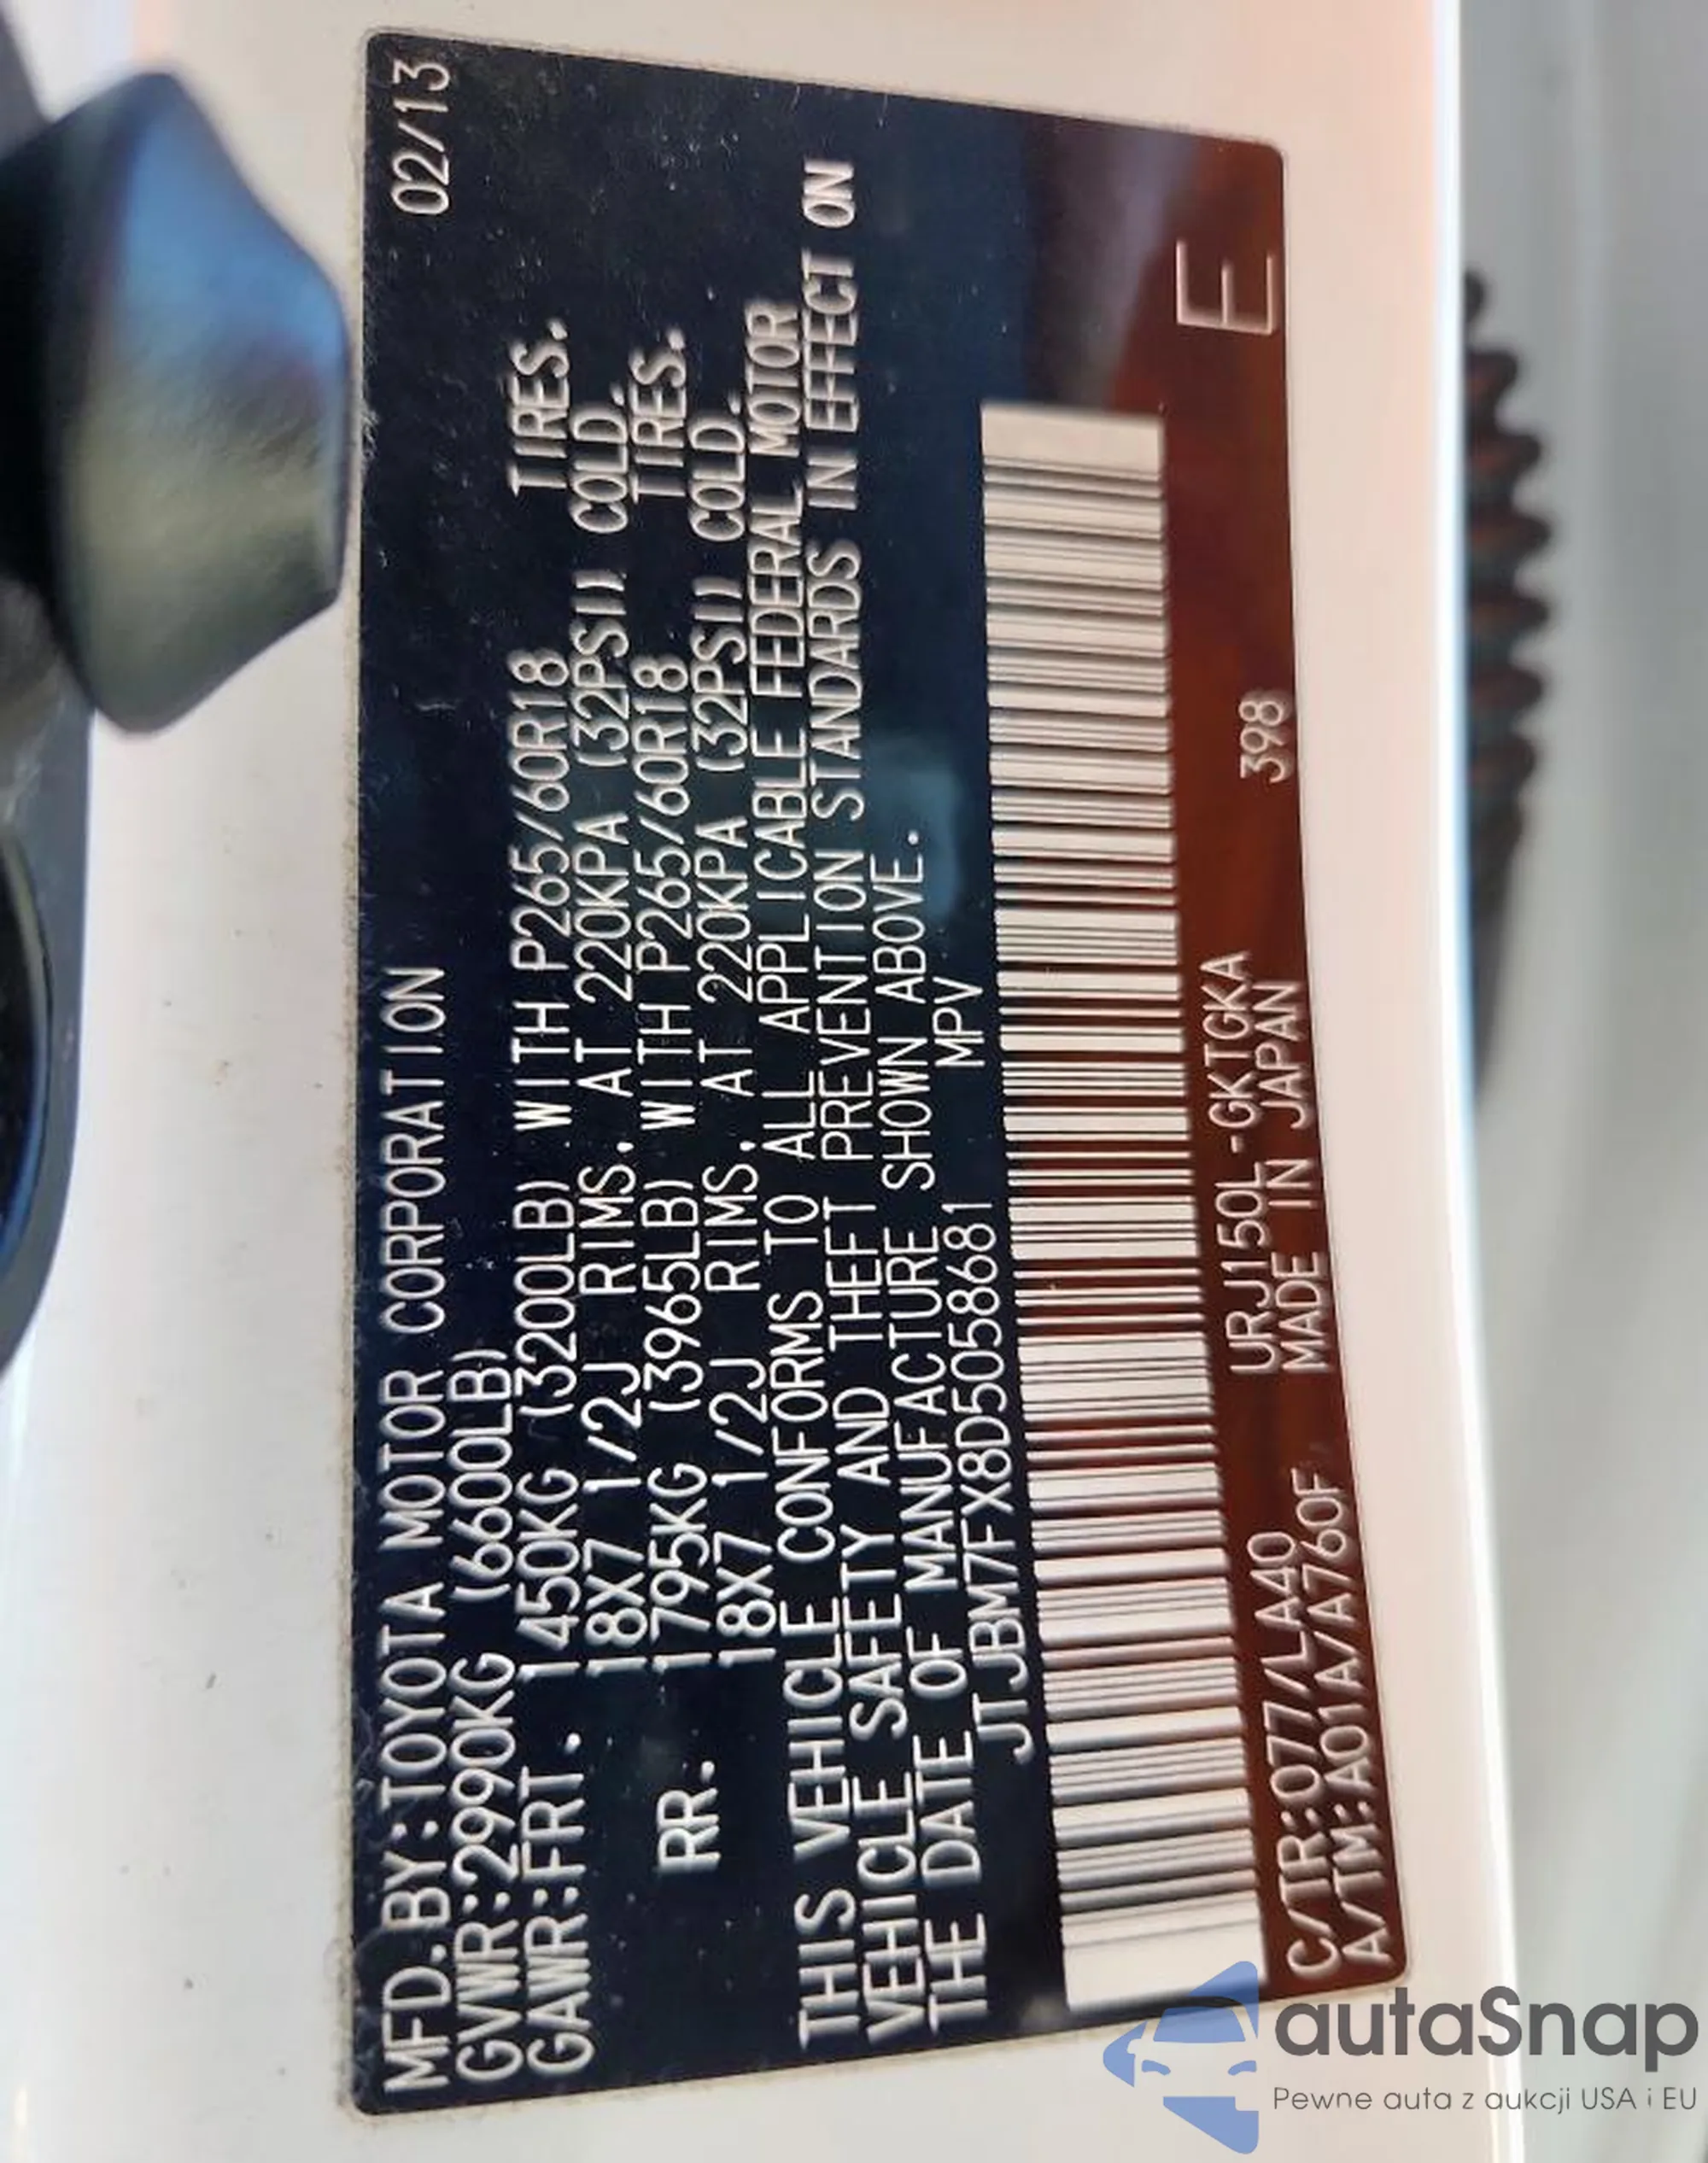 MFD.BY:TOYOTA MOTOR CORPORATION 02/13
GVWR:2990KG (6600LB)
GAWR:FRT. 1450KG (3200LB) WITH P265/60R18 TIRES.
18X7 1/2J RIMS. AT 220KPA (32PSI) COLD.
RR. 1795KG (3965LB) WITH P265/60R18 TIRES.
18X7 1/2J RIMS. AT 220KPA (32PSI) COLD.
THIS VEHICLE CONFORMS TO ALL APPLICABLE FEDERAL MOTOR
VEHICLE SAFETY AND THEFT PREVENTION STANDARDS IN EFFECT ON
THE DATE OF MANUFACTURE SHOWN ABOVE.
JTJBM7FX8D5058681 MPV
E
C/TR:077/LA40 URJ150L-GKTGKA
A/TM:A01A/A760F MADE IN JAPAN 398
autaSnap
Pewne auta z aukcji USA i EU